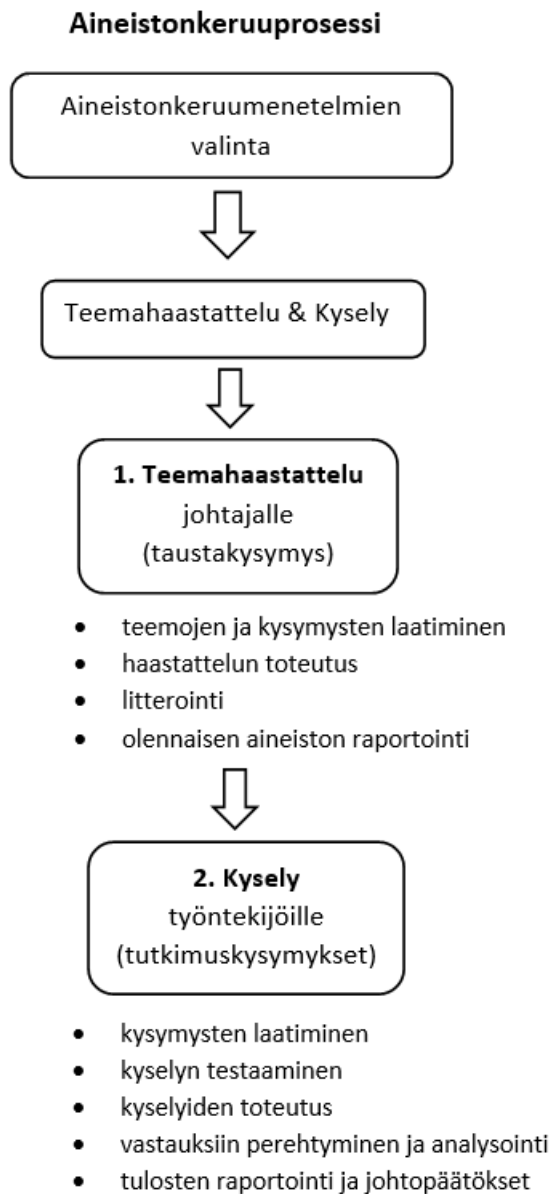 Aineistonkeruuprosessi
Aineistonkeruumenetelmien
valinta
Teemahaastattelu & Kysely
1. Teemahaastattelu
johtajalle
(taustakysymys)
• teemojen ja kysymysten laatiminen
• haastattelun toteutus
• litterointi
• olennaisen aineiston raportointi
2. Kysely
työntekijöille
(tutkimuskysymykset)
• kysymysten laatiminen
• kyselyn testaaminen
• kyselyiden toteutus
• vastauksiin perehtyminen ja analysointi
• tulosten raportointi ja johtopäätökset